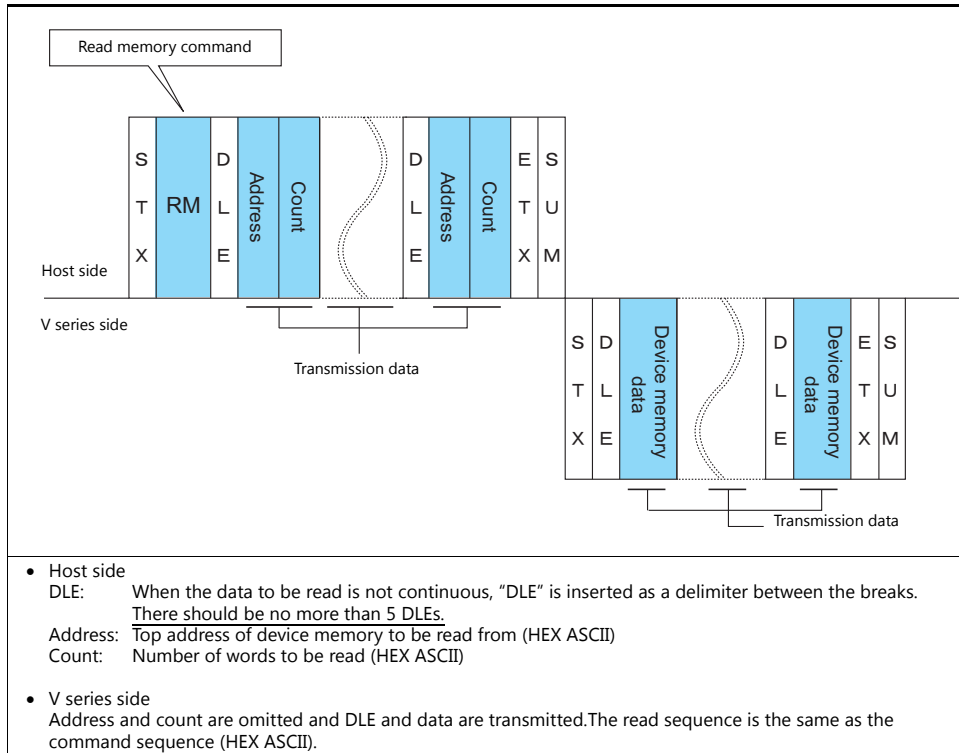 Read memory command
S T X
RM
D L E
Address
Count
D L E
Address
Count
E T X
S U M
Host side
V series side
Transmission data
S T X
D L E
Device memory data
D L E
Device memory data
E T X
S U M
Transmission data
• Host side
DLE: When the data to be read is not continuous, “DLE” is inserted as a delimiter between the breaks.
There should be no more than 5 DLEs.
Address: Top address of device memory to be read from (HEX ASCII)
Count: Number of words to be read (HEX ASCII)
• V series side
Address and count are omitted and DLE and data are transmitted.The read sequence is the same as the
command sequence (HEX ASCII).